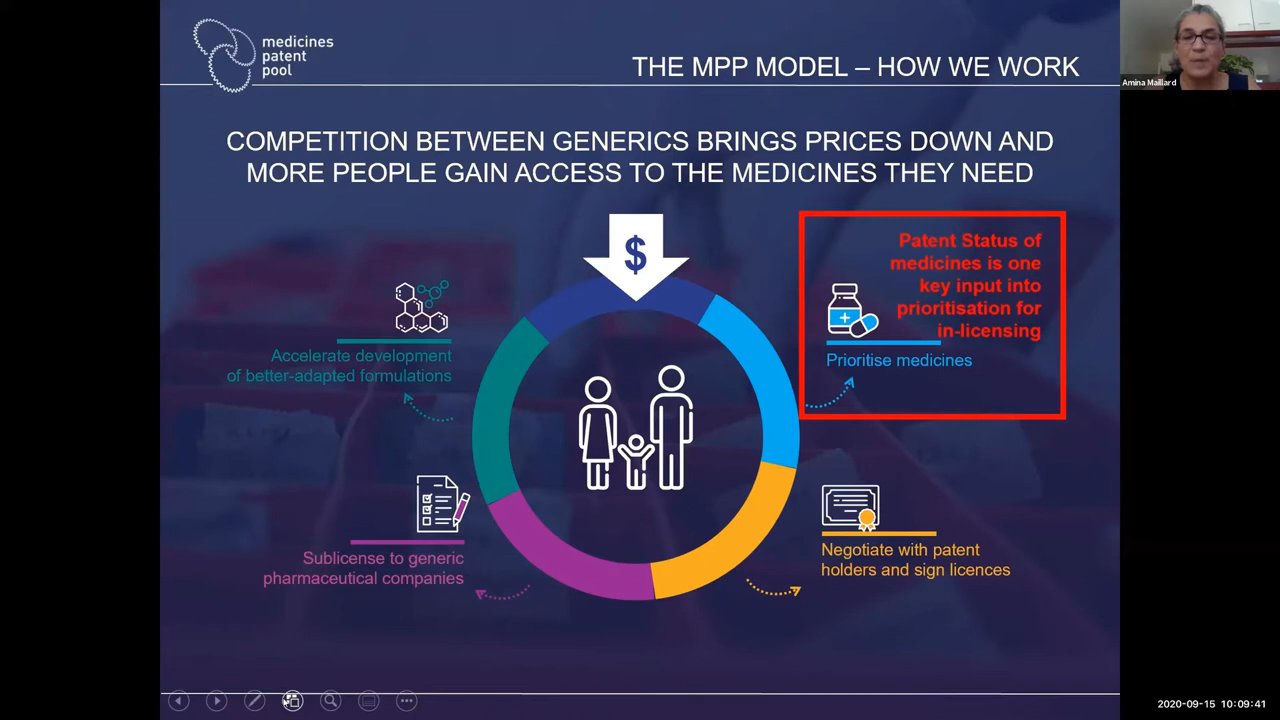 medicines
patent
pool
THE MPP MODEL – HOW WE WORK
COMPETITION BETWEEN GENERICS BRINGS PRICES DOWN AND
MORE PEOPLE GAIN ACCESS TO THE MEDICINES THEY NEED
$
Patent Status of
medicines is one
key input into
prioritisation for
in-licensing
Prioritise medicines
Accelerate development
of better-adapted formulations
Negotiate with patent
holders and sign licences
Sublicense to generic
pharmaceutical companies
Amina Maillard
2020-09-15 10:09:41